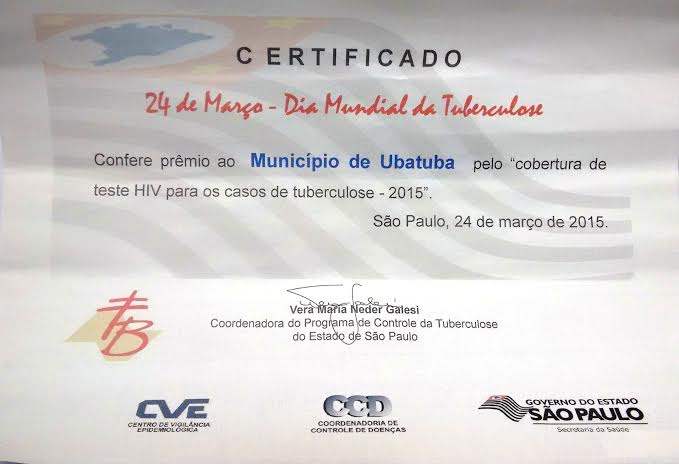 CERTIFICADO
24 de Março - Dia Mundial da Tuberculose
Confere prêmio ao Município de Ubatuba pelo “cobertura de
teste HIV para os casos de tuberculose - 2015”.
São Paulo, 24 de março de 2015.
Vera Maria Neder Galesi
Coordenadora do Programa de Controle da Tuberculose
do Estado de São Paulo
TB
CVE
CENTRO DE VIGILÂNCIA
EPIDEMIOLÓGICA
CCD
COORDENADORIA DE
CONTROLE DE DOENÇAS
GOVERNO DO ESTADO
SÃO PAULO
Secretaria da Saúde